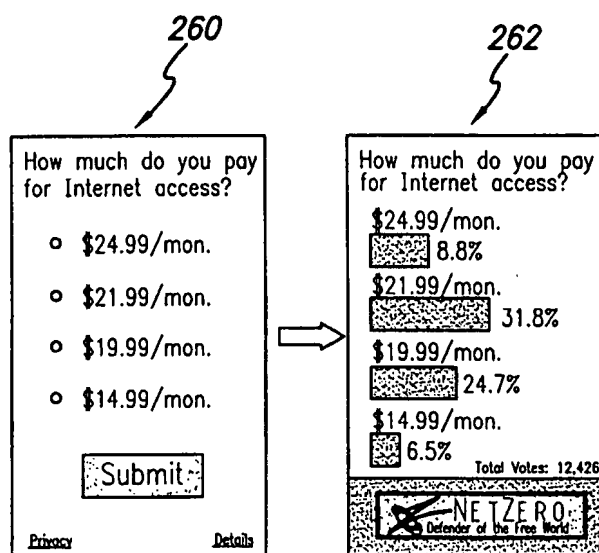 260
How much do you pay
for Internet access?
$24.99/mon.
$21.99/mon.
$19.99/mon.
$14.99/mon.
Submit
Privacy
Details
262
How much do you pay
for Internet access?
$24.99/mon.
8.8%
$21.99/mon.
31.8%
$19.99/mon.
24.7%
$14.99/mon.
6.5%
Total Votes: 12,426
NETZERO
Defender of the Free World